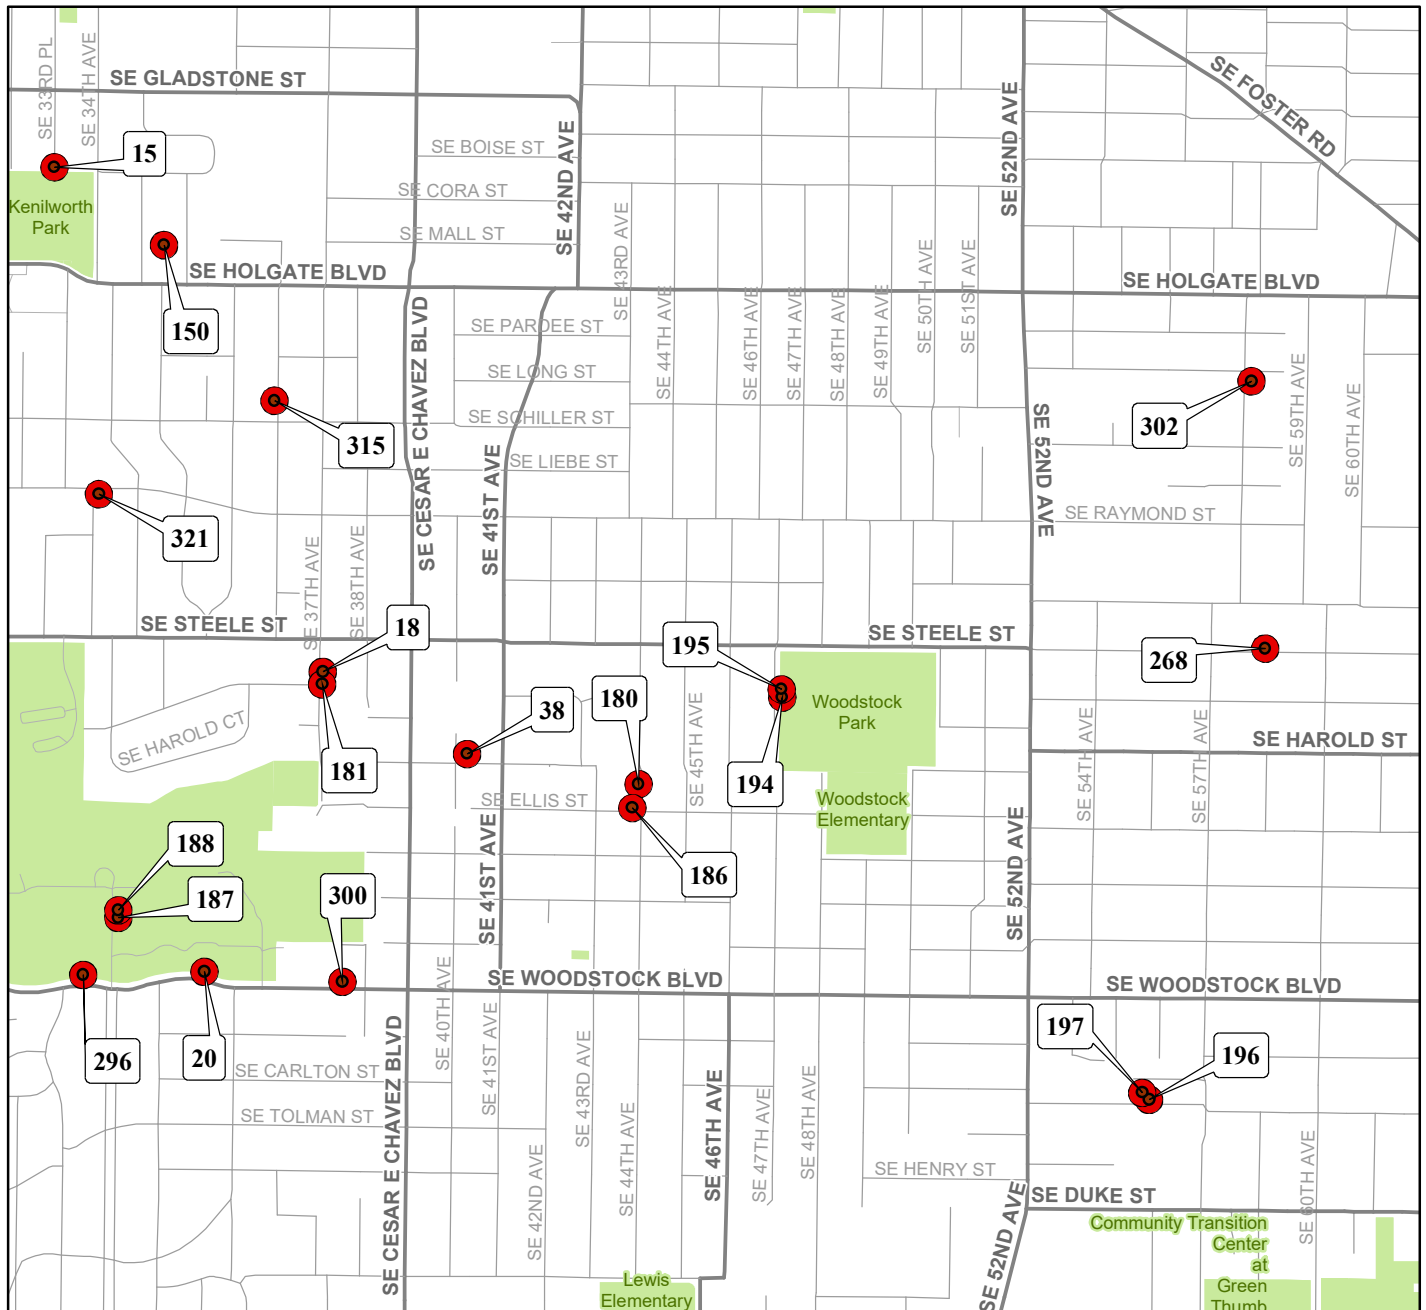 SE 33RD PL
SE 34TH AVE
SE GLADSTONE ST
SE FOSTER RD
SE 52ND AVE
SE 42ND AVE
SE BOISE ST
15
SE CORA ST
Kenilworth
Park
SE MALL ST
SE 43RD AVE
SE HOLGATE BLVD
SE HOLGATE BLVD
SE 50TH AVE
SE 51ST AVE
150
SE CESAR E CHAVEZ BLVD
SE PARDEE ST
SE 44TH AVE
SE 46TH AVE
SE 47TH AVE
SE 48TH AVE
SE 49TH AVE
SE LONG ST
SE SCHILLER ST
302
SE 59TH AVE
SE 60TH AVE
315
SE LIEBE ST
SE 41ST AVE
SE 52ND AVE
SE RAYMOND ST
321
SE 37TH AVE
SE 38TH AVE
SE STEELE ST
18
SE STEELE ST
195
268
180
38
Woodstock
Park
SE HAROLD CT
SE 45TH AVE
SE 54TH AVE
SE 57TH AVE
SE HAROLD ST
181
194
SE ELLIS ST
Woodstock
Elementary
188
SE 41ST AVE
SE 52ND AVE
186
187
300
SE WOODSTOCK BLVD
SE WOODSTOCK BLVD
SE 40TH AVE
197
196
296
20
SE CARLTON ST
SE CESAR E CHAVEZ BLVD
SE 41ST AVE
SE 43RD AVE
SE TOLMAN ST
SE 44TH AVE
SE 46TH AVE
SE 47TH AVE
SE 48TH AVE
SE HENRY ST
SE 42ND AVE
SE 52ND AVE
SE DUKE ST
SE 60TH AVE
Community Transition
Center
at
Green
Thumb
Lewis
Elementary